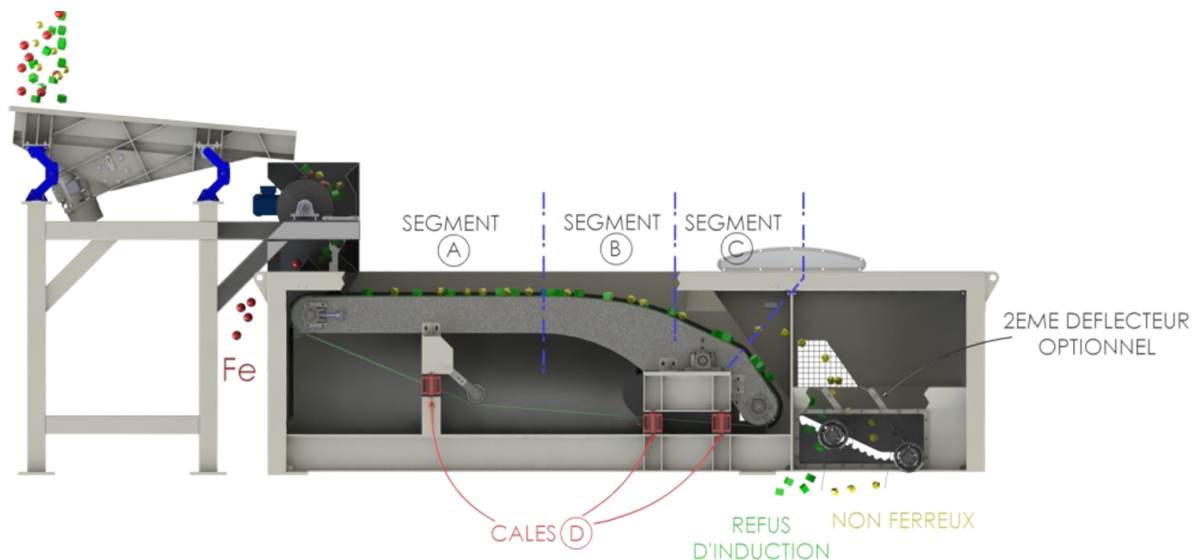 SEGMENT
A
SEGMENT
B
SEGMENT
C
2EME DEFLECTEUR
OPTIONNEL
Fe
CALES D
REFUS
D'INDUCTION
NON FERREUX